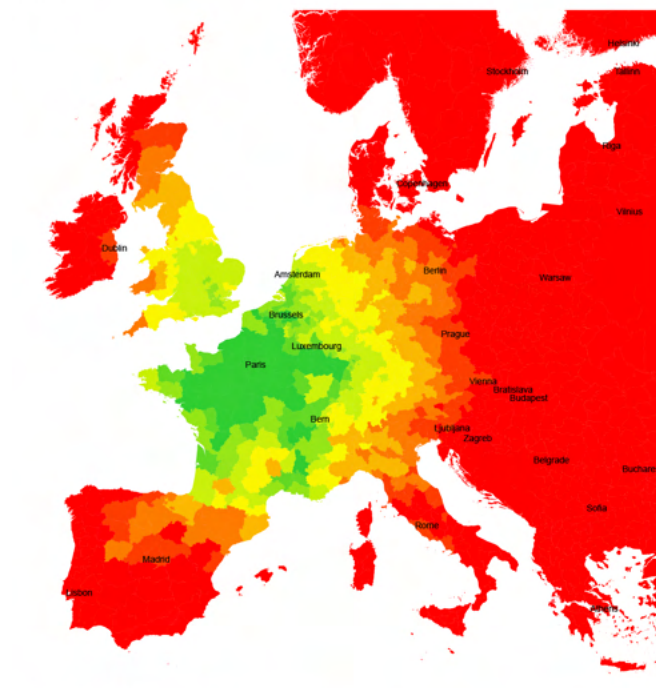 Helsinki
Stockholm
Tallinn
Riga
Copenhagen
Vilnius
Dublin
Amsterdam
Berlin
Warsaw
Brussels
Prague
Luxembourg
Paris
Vienna
Bratislava
Budapest
Bern
Ljubljana
Zagreb
Belgrade
Buchares
Sofia
Rome
Madrid
Lisbon
Athens